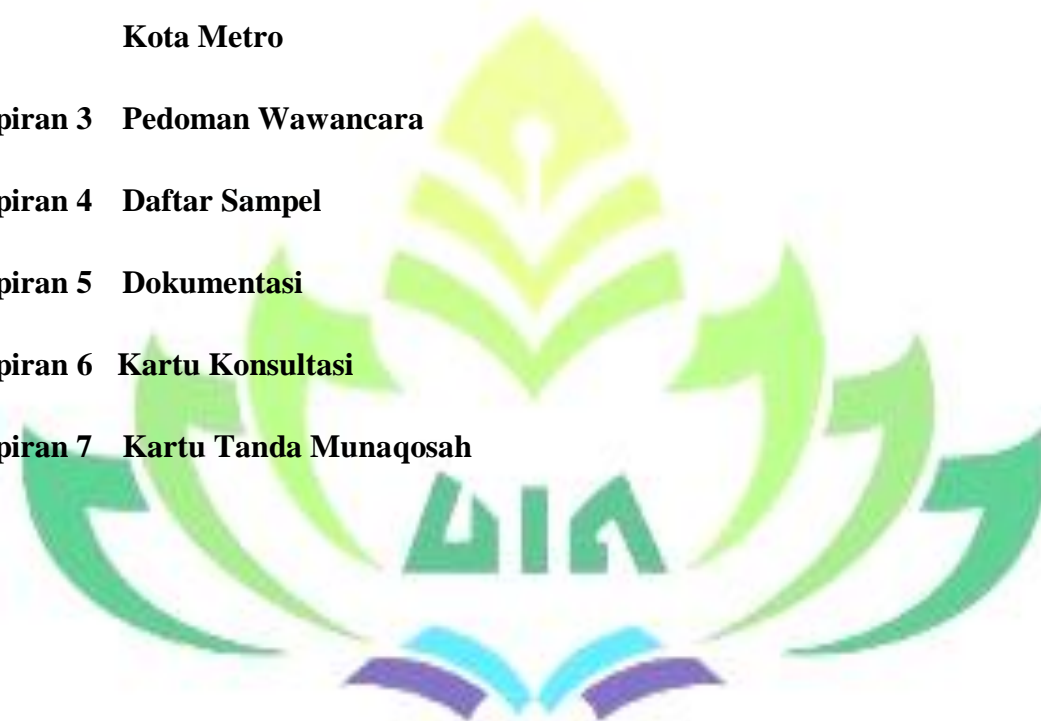 Kota Metro
piran 3 Pedoman Wawancara
piran 4 Daftar Sampel
piran 5 Dokumentasi
piran 6 Kartu Konsultasi
piran 7 Kartu Tanda Munaqosah
UIN